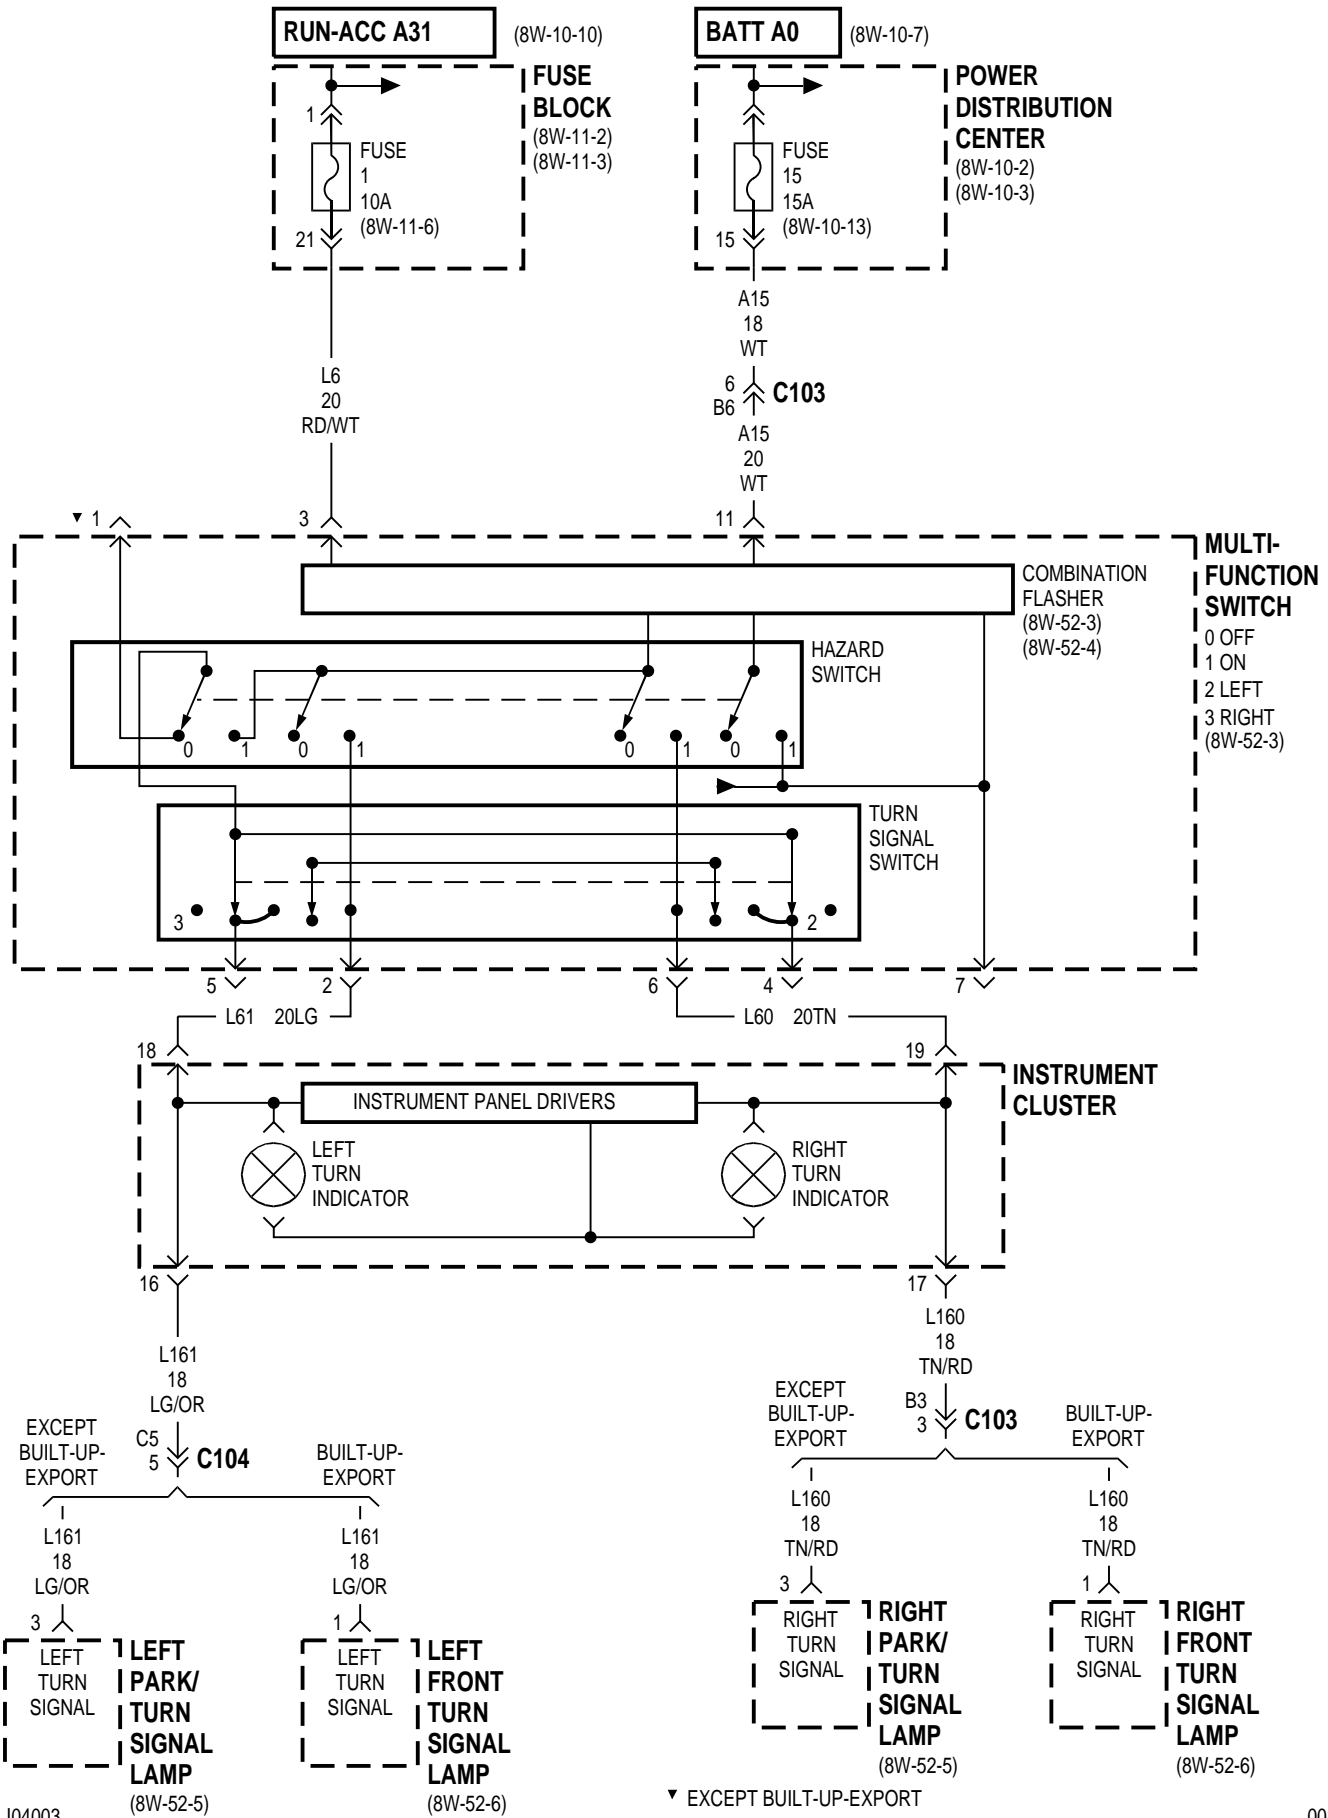 RUN-ACC A31 (8W-10-10)
BATT A0 (8W-10-7)
FUSE
BLOCK
(8W-11-2)
(8W-11-3)
1
FUSE
1
10A
(8W-11-6)
21
POWER
DISTRIBUTION
CENTER
(8W-10-2)
(8W-10-3)
FUSE
15
15A
(8W-10-13)
15
A15
18
WT
6
B6
C103
A15
20
WT
L6
20
RD/WT
▼ 1
3
11
MULTI-
FUNCTION
SWITCH
0 OFF
1 ON
2 LEFT
3 RIGHT
(8W-52-3)
COMBINATION
FLASHER
(8W-52-3)
(8W-52-4)
HAZARD
SWITCH
0 1 0 1 0 1 0 1
TURN
SIGNAL
SWITCH
3 2
5 2 6 4 7
L61 20LG
L60 20TN
18 19
INSTRUMENT
CLUSTER
INSTRUMENT PANEL DRIVERS
LEFT
TURN
INDICATOR
RIGHT
TURN
INDICATOR
16 17
L161
18
LG/OR
C5
5
C104
EXCEPT
BUILT-UP-
EXPORT
BUILT-UP-
EXPORT
L161
18
LG/OR
3
LEFT
TURN
SIGNAL
LEFT
PARK/
TURN
SIGNAL
LAMP
(8W-52-5)
L161
18
LG/OR
1
LEFT
TURN
SIGNAL
LEFT
FRONT
TURN
SIGNAL
LAMP
(8W-52-6)
L160
18
TN/RD
B3
3
C103
EXCEPT
BUILT-UP-
EXPORT
BUILT-UP-
EXPORT
L160
18
TN/RD
3
RIGHT
TURN
SIGNAL
RIGHT
PARK/
TURN
SIGNAL
LAMP
(8W-52-5)
L160
18
TN/RD
1
RIGHT
TURN
SIGNAL
RIGHT
FRONT
TURN
SIGNAL
LAMP
(8W-52-6)
▼ EXCEPT BUILT-UP-EXPORT